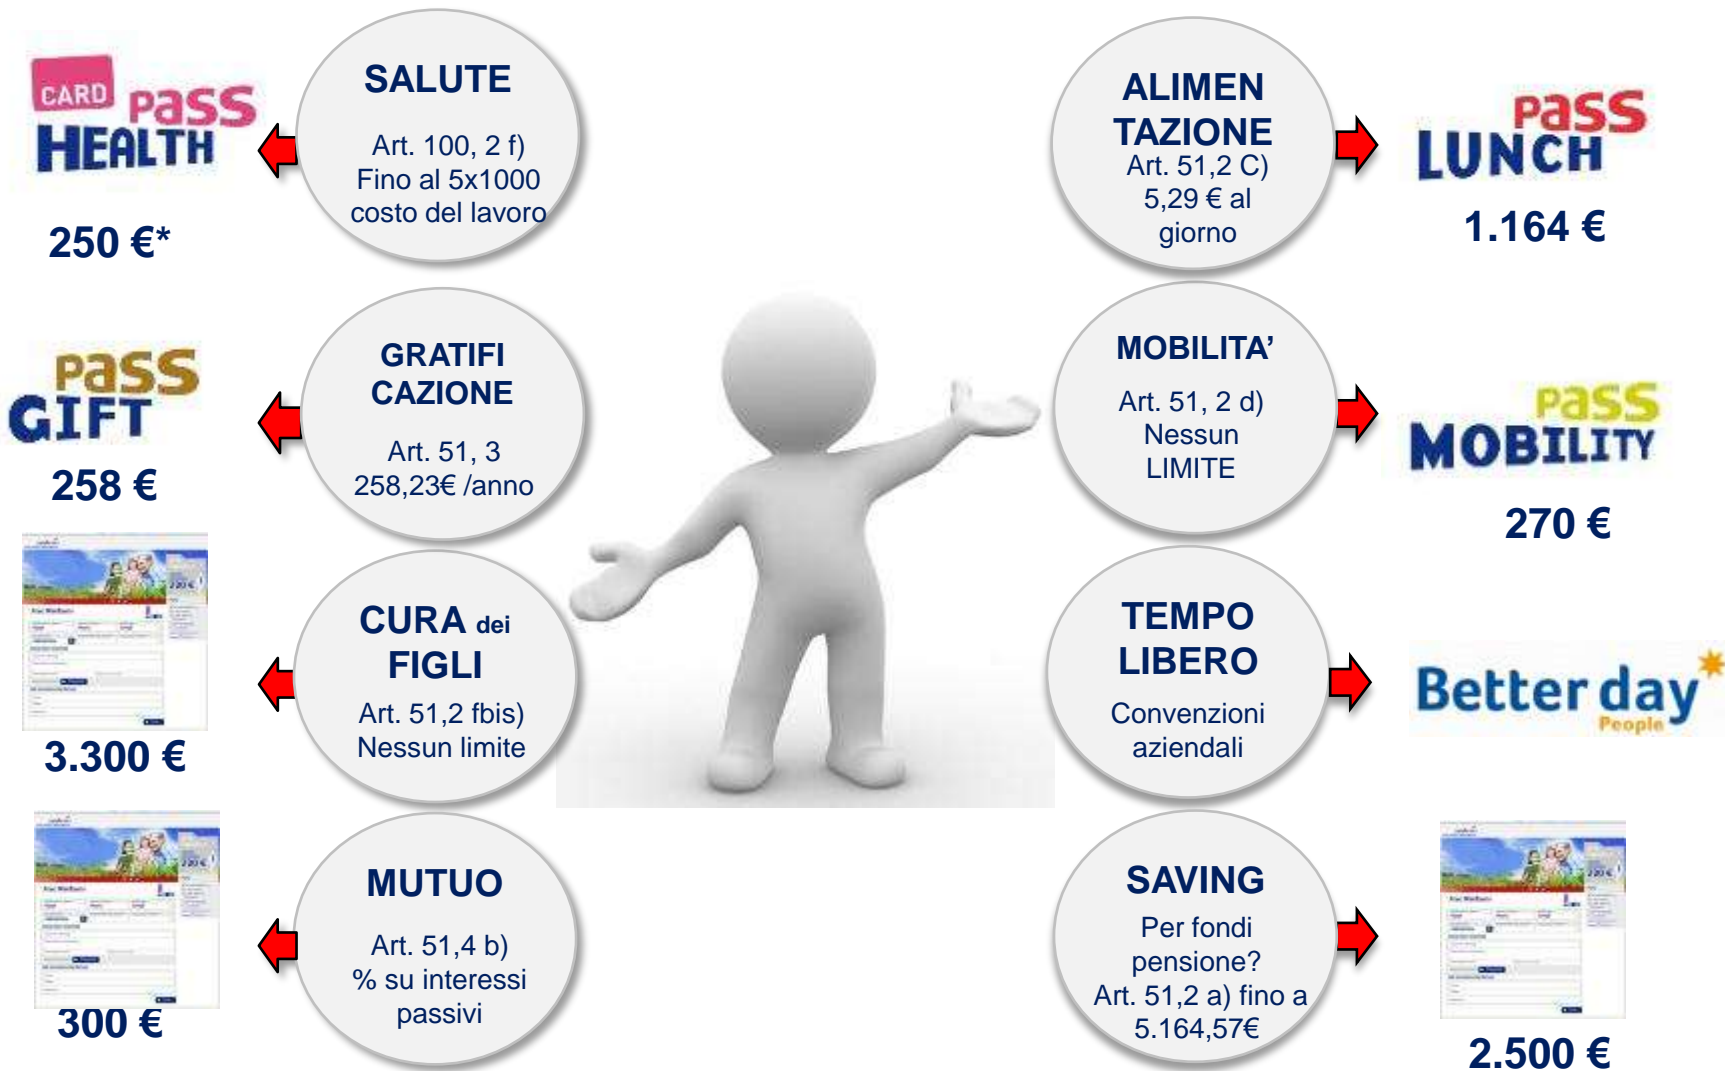 CARD
PASS
HEALTH
250 €*
SALUTE
Art. 100, 2 f)
Fino al 5x1000
costo del lavoro
ALIMEN
TAZIONE
Art. 51,2 C)
5,29 € al
giorno
PASS
LUNCH
1.164 €
PASS
GIFT
258 €
GRATIFI
CAZIONE
Art. 51, 3
258,23€ /anno
MOBILITA’
Art. 51, 2 d)
Nessun
LIMITE
PASS
MOBILITY
270 €
3.300 €
CURA dei
FIGLI
Art. 51,2 fbis)
Nessun limite
TEMPO
LIBERO
Convenzioni
aziendali
Better day
People
300 €
MUTUO
Art. 51,4 b)
% su interessi
passivi
SAVING
Per fondi
pensione?
Art. 51,2 a) fino a
5.164,57€
2.500 €